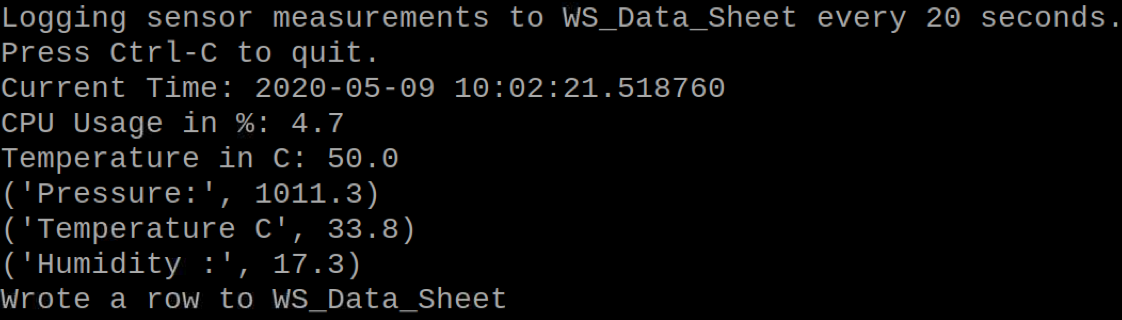 Logging sensor measurements to WS_Data_Sheet every 20 seconds.
Press Ctrl-C to quit.
Current Time: 2020-05-09 10:02:21.518760
CPU Usage in %: 4.7
Temperature in C: 50.0
('Pressure:', 1011.3)
('Temperature C', 33.8)
('Humidity :', 17.3)
Wrote a row to WS_Data_Sheet